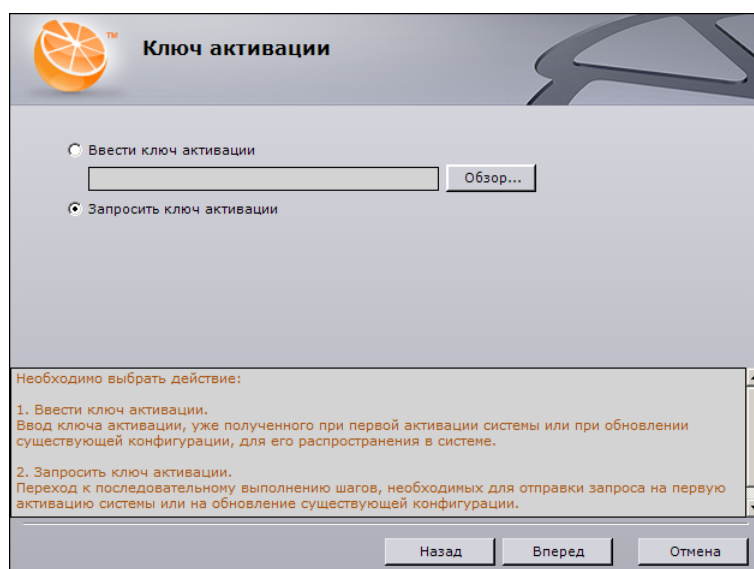 TM
Ключ активации
Ввести ключ активации
Обзор...
Запросить ключ активации
Необходимо выбрать действие:
1. Ввести ключ активации.
Ввод ключа активации, уже полученного при первой активации системы или при обновлении
существующей конфигурации, для его распространения в системе.
2. Запросить ключ активации.
Переход к последовательному выполнению шагов, необходимых для отправки запроса на первую
активацию системы или на обновление существующей конфигурации.
Назад
Вперед
Отмена